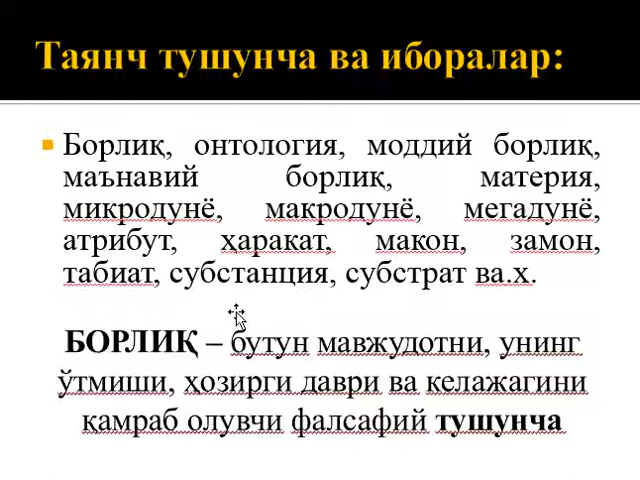 Таянч тушунча ва иборалар:
Борлиқ, онтология, моддий борлиқ,
маънавий борлиқ, материя,
микродунё, макродунё, мегадунё,
атрибут, ҳаракат, макон, замон,
табиат, субстанция, субстрат ва.х.
БОРЛИҚ – бутун мавжудотни, унинг
ўтмиши, ҳозирги даври ва келажагини
қамраб олувчи фалсафий тушунча